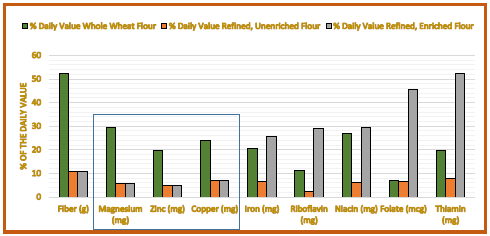 % Daily Value Whole Wheat Flour % Daily Value Refined, Unenriched Flour % Daily Value Refined, Enriched Flour
60
50
40
30
20
10
0
% OF THE DAILY VALUE
Fiber (g) Magnesium (mg) Zinc (mg) Copper (mg) Iron (mg) Riboflavin (mg) Niacin (mg) Folate (mcg) Thiamin (mg)